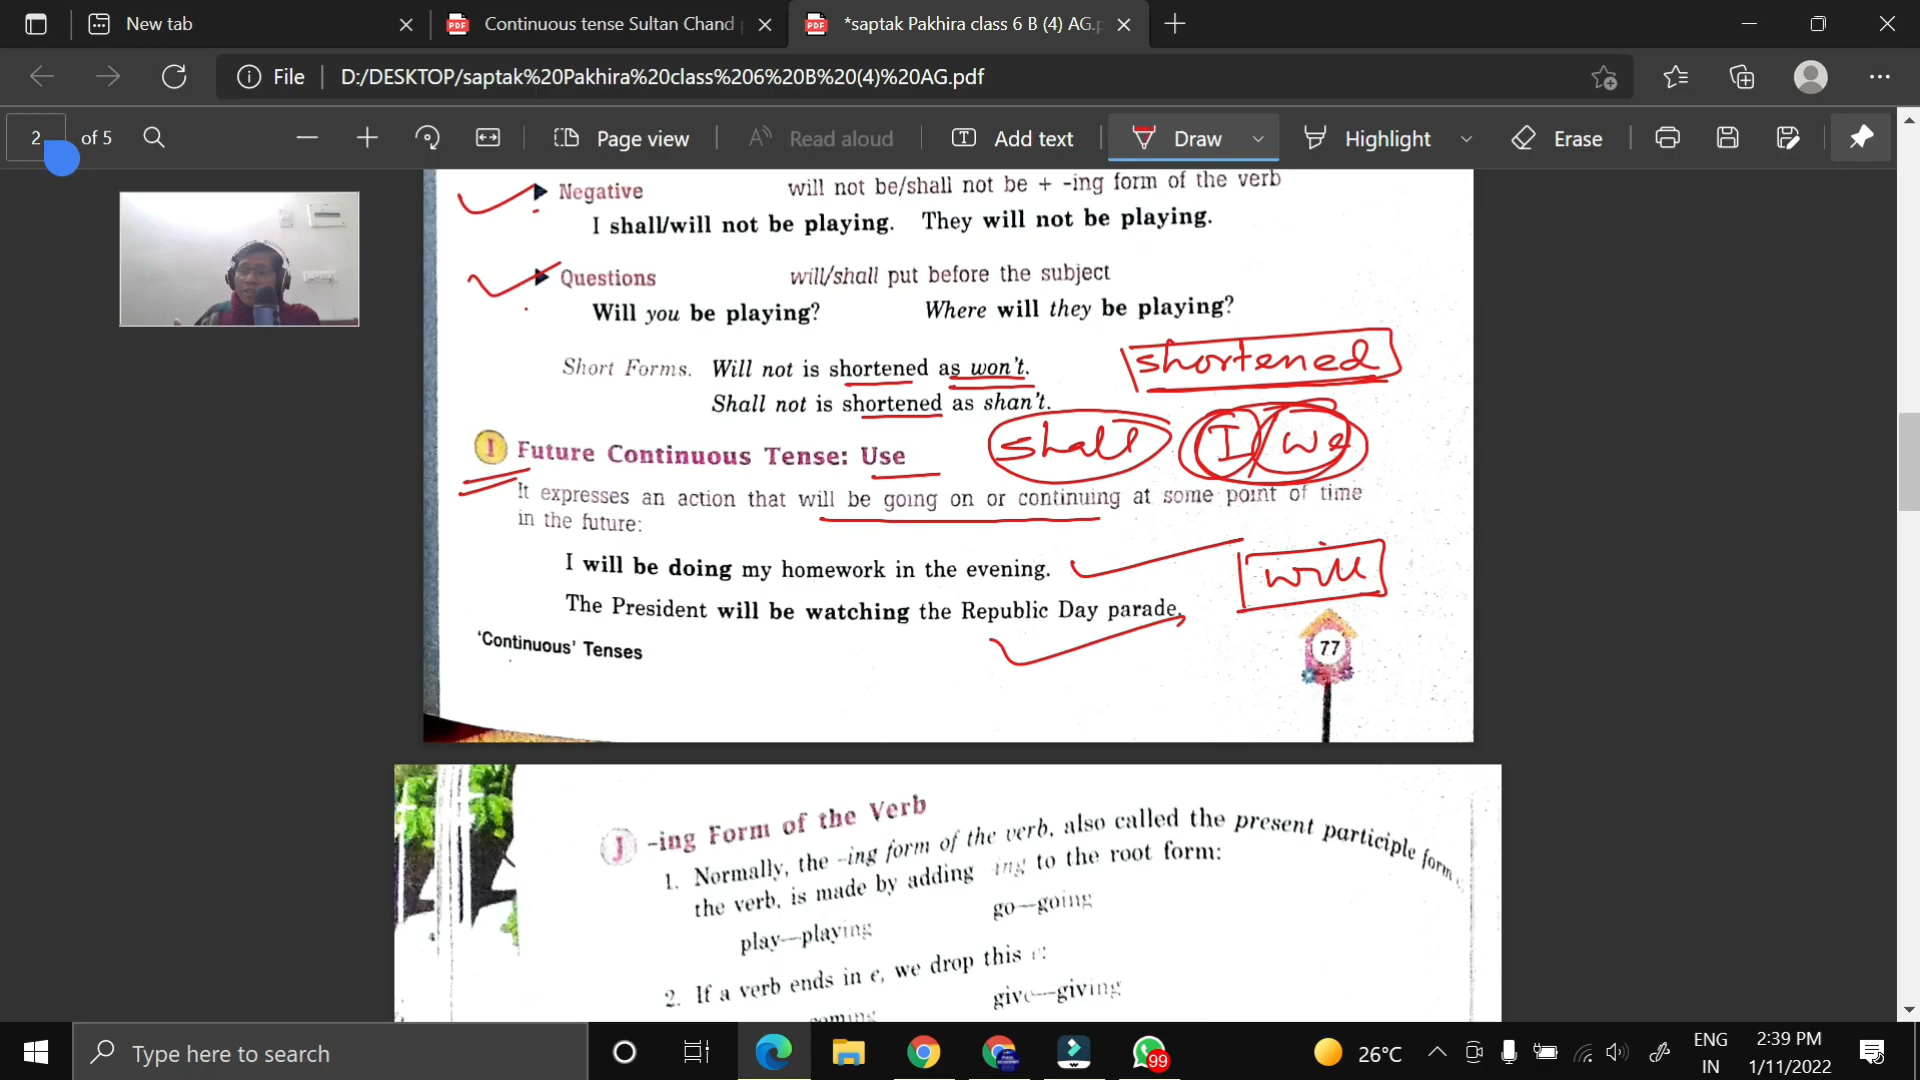 New tab
Continuous tense Sultan Chand
*saptak Pakhira class 6 B (4) AG.p
File
D:/DESKTOP/saptak%20Pakhira%20class%206%20B%20(4)%20AG.pdf
2 of 5
Page view
Read aloud
Add text
Draw
Highlight
Erase
Negative will not be/shall not be + -ing form of the verb
I shall/will not be playing. They will not be playing.
Questions will/shall put before the subject
Will you be playing? Where will they be playing?
Short Forms. Will not is shortened as won't.
shortened
Shall not is shortened as shan't.
I Future Continuous Tense: Use
shall I/We
It expresses an action that will be going on or continuing at some point of time
in the future:
I will be doing my homework in the evening.
will
The President will be watching the Republic Day parade.
'Continuous' Tenses
77
J -ing Form of the Verb
1. Normally, the -ing form of the verb, also called the present participle form
the verb, is made by adding ing to the root form:
play—playing go—going
2. If a verb ends in e, we drop this e:
give—giving
Type here to search
99
26°C
ENG
IN
2:39 PM
1/11/2022